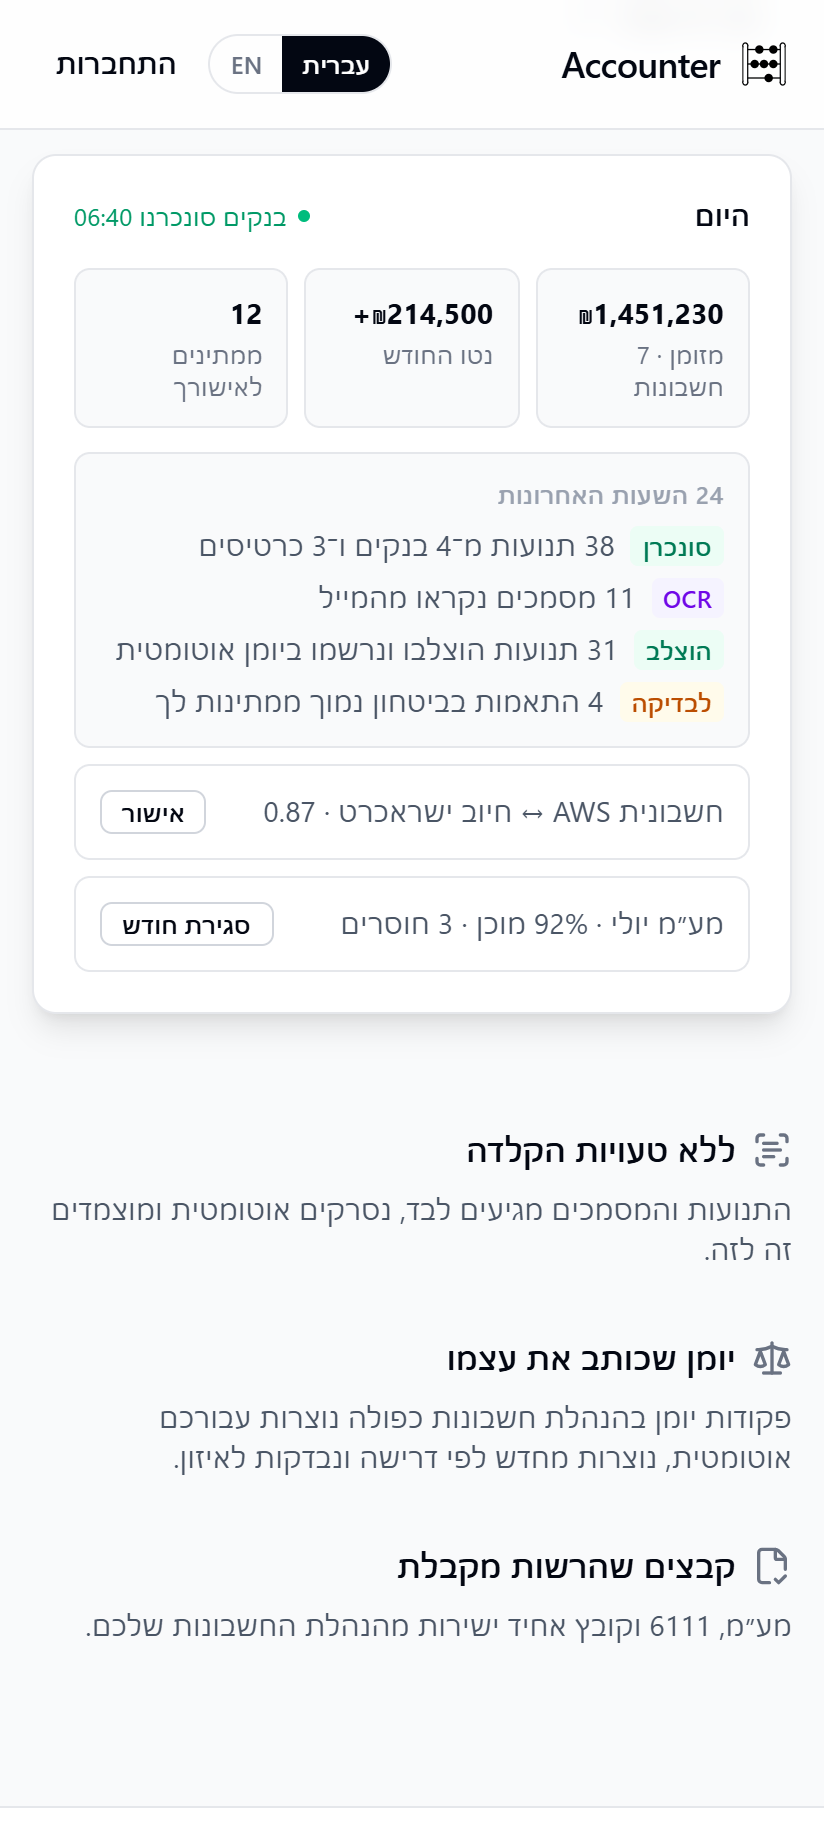 Accounter
עברית
EN
התחברות
היום
בנקים סונכרנו 06:40
₪1,451,230
מזומן · 7
חשבונות
+₪214,500
נטו החודש
12
ממתינים
לאישורך
24 השעות האחרונות
סונכרן 38 תנועות מ־4 בנקים ו־3 כרטיסים
OCR 11 מסמכים נקראו מהמייל
הוצלב 31 תנועות הוצלבו ונרשמו ביומן אוטומטית
לבדיקה 4 התאמות בביטחון נמוך ממתינות לך
חשבונית AWS ↔ חיוב ישראכרט · 0.87
אישור
מע״מ יולי · 92% מוכן · 3 חוסרים
סגירת חודש
ללא טעויות הקלדה
התנועות והמסמכים מגיעים לבד, נסרקים אוטומטית ומוצמדים
זה לזה.
יומן שכותב את עצמו
פקודות יומן בהנהלת חשבונות כפולה נוצרות עבורכם
אוטומטית, נוצרות מחדש לפי דרישה ונבדקות לאיזון.
קבצים שהרשות מקבלת
מע״מ, 6111 וקובץ אחיד ישירות מהנהלת החשבונות שלכם.